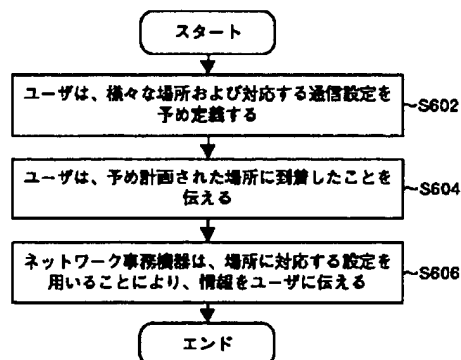 スタート
ユーザは、様々な場所および対応する通信設定を
予め定義する
S602
ユーザは、予め計画された場所に到着したことを
伝える
S604
ネットワーク事務機器は、場所に対応する設定を
用いることにより、情報をユーザに伝える
S606
エンド